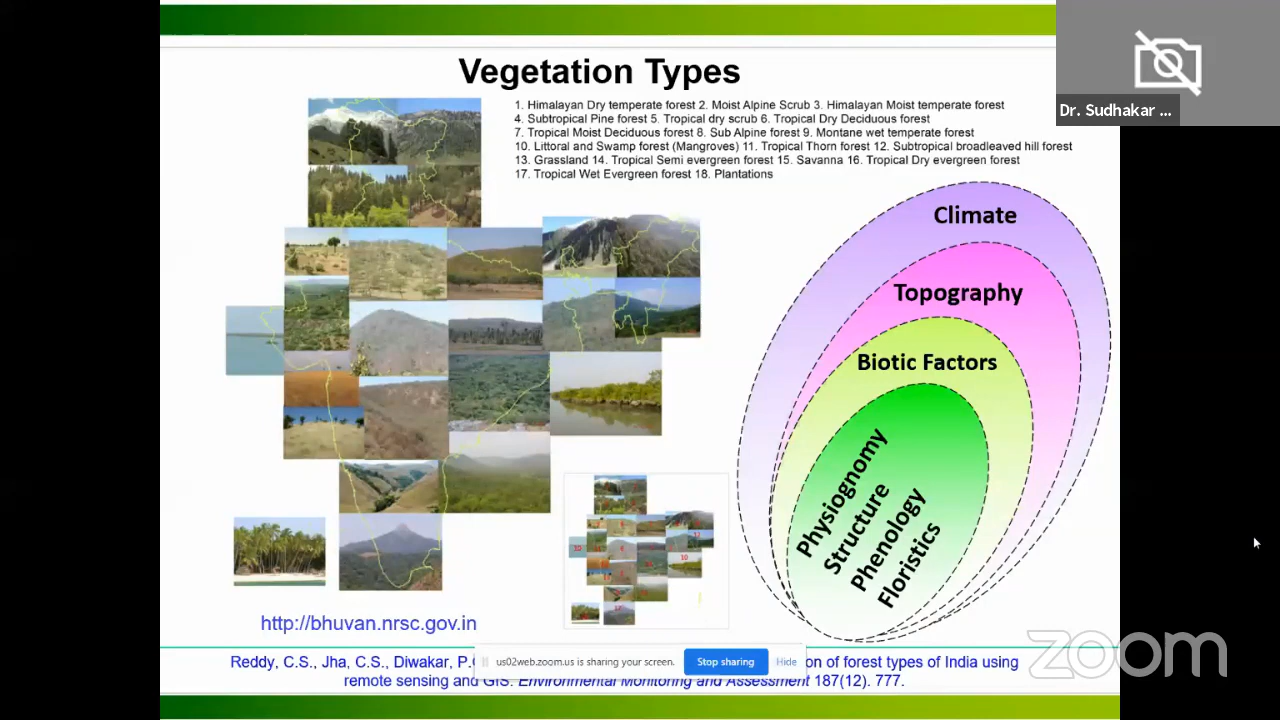 Vegetation Types
1. Himalayan Dry temperate forest 2. Moist Alpine Scrub 3. Himalayan Moist temperate forest
4. Subtropical Pine forest 5. Tropical dry scrub 6. Tropical Dry Deciduous forest
7. Tropical Moist Deciduous forest 8. Sub Alpine forest 9. Montane wet temperate forest
10. Littoral and Swamp forest (Mangroves) 11. Tropical Thorn forest 12. Subtropical broadleaved hill forest
13. Grassland 14. Tropical Semi evergreen forest 15. Savanna 16. Tropical Dry evergreen forest
17. Tropical Wet Evergreen forest 18. Plantations
Dr. Sudhakar ...
Climate
Topography
Biotic Factors
Physiognomy
Structure
Phenology
Floristics
http://bhuvan.nrsc.gov.in
us02web.zoom.us is sharing your screen. Stop sharing Hide
Reddy, C.S., Jha, C.S., Diwakar, P. on of forest types of India using
remote sensing and GIS. Environmental Monitoring and Assessment 187(12). 777.
zoom